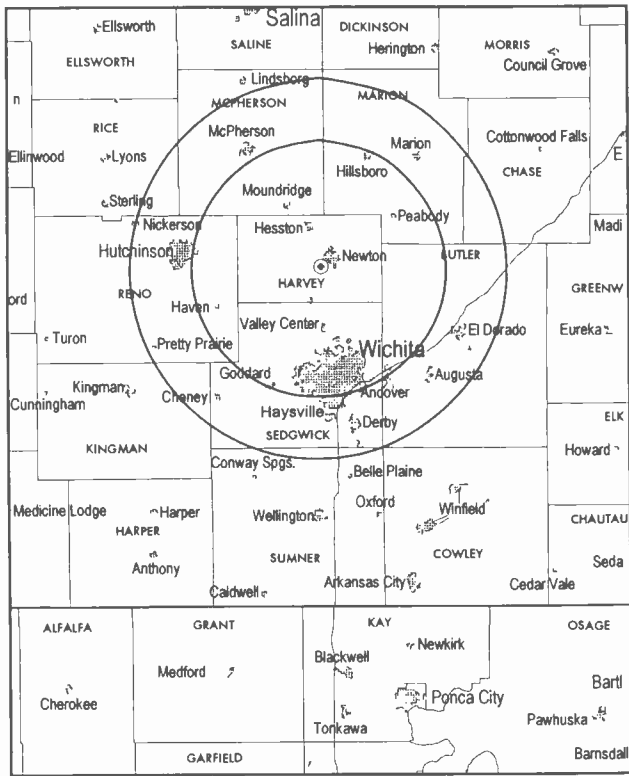 Salina
DICKINSON
Ellsworth
SALINE
Herington
MORRIS
ELLSWORTH
Council Grove
Lindsborg
n
MCPHERSON
MARION
RICE
McPherson
Marion
Cottonwood Falls
Ellinwood
Lyons
Hillsboro
E
CHASE
Moundridge
Sterling
Peabody
Nickerson
Hesston
Madi
Hutchinson
Newton
BUTLER
HARVEY
GREENW
ord
RENO
Haven
Valley Center
El Dorado
Eureka
Turon
Pretty Prairie
Wichita
Goddard
Augusta
Kingman
Andover
Cunningham
Cheney
Haysville
ELK
Derby
SEDGWICK
KINGMAN
Howard
Conway Spgs.
Belle Plaine
Medicine Lodge
Harper
Oxford
Winfield
Wellington
CHAUTAU
HARPER
COWLEY
SUMNER
Seda
Anthony
Arkansas City
Cedar Vale
Caldwell
ALFALFA
GRANT
KAY
OSAGE
Newkirk
Blackwell
Medford
Bartl
Cherokee
Ponca City
Pawhuska
Tonkawa
GARFIELD
Barnsdall